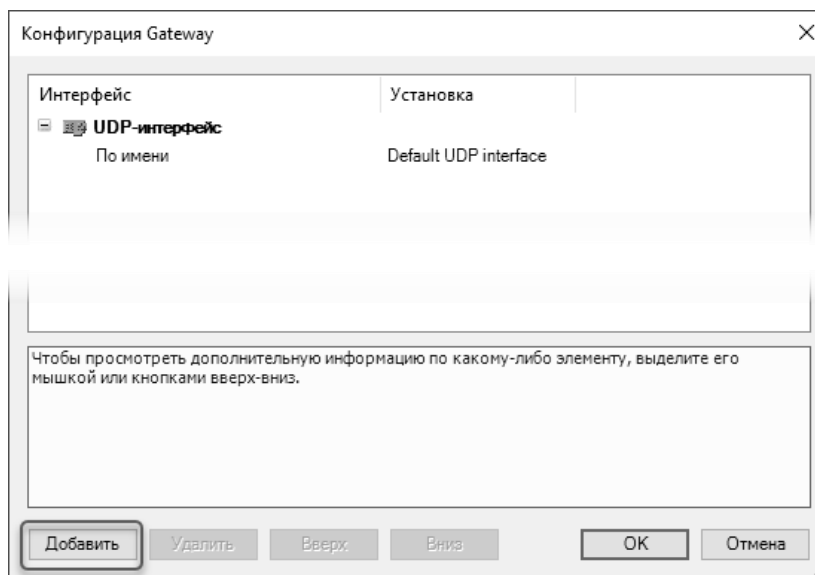 Конфигурация Gateway
Интерфейс Установка
UDP-интерфейс
По имени Default UDP interface
Чтобы просмотреть дополнительную информацию по какому-либо элементу, выделите его
мышкой или кнопками вверх-вниз.
Добавить Удалить Вверх Вниз OK Отмена